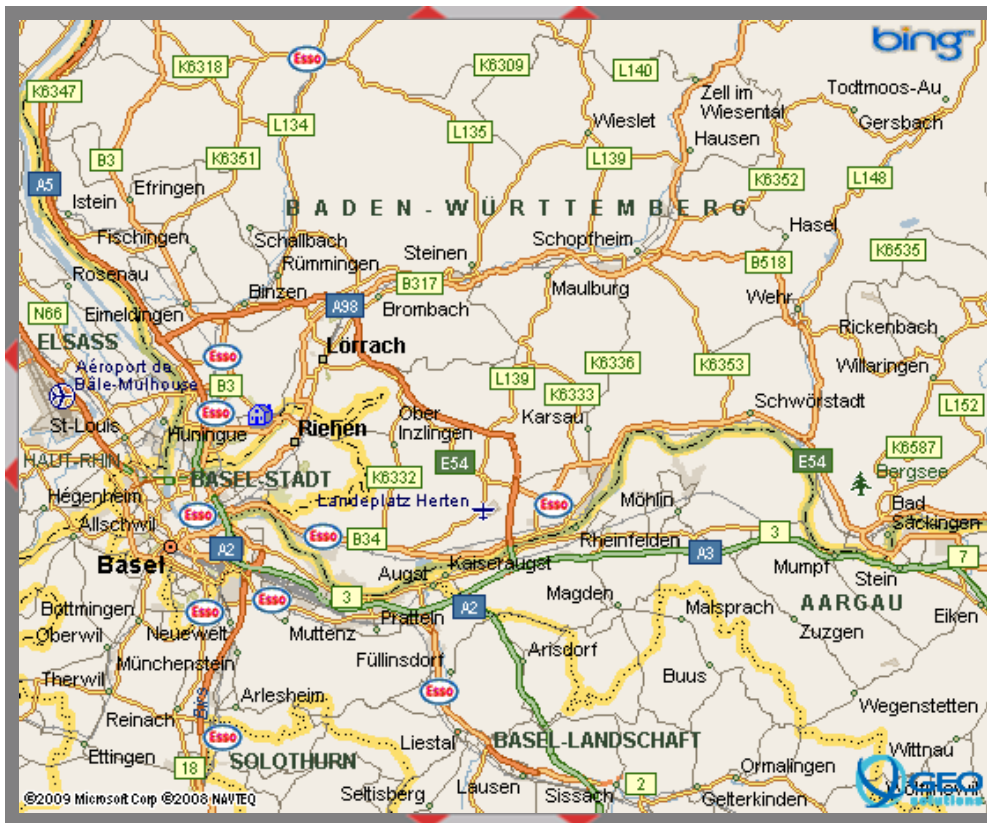 bing™
K6318
Esso
K6309
L140
Zell im
Wiesental
Todtmoos-Au
K6347
L134
L135
Wieslet
Gersbach
B3
K6351
L139
Hausen
A5
Efringen
K6352
L148
Istein
BADEN-WÜRTTEMBERG
Fischingen
Schallbach
Steinen
Schopfheim
Hasel
K6535
Rosenau
Rümmingen
B518
N66
Eimeldingen
Binzen
B317
Maulburg
Wehr
A98
Brombach
Rickenbach
ELSASS
Lörrach
Aéroport de
Bâle-Mulhouse
Esso
K6336
K6353
Willaringen
B3
L139
K6333
St-Louis
Esso
Huningue
Riehen
Ober
Inzlingen
Karsau
Schwörstadt
L152
HAUT-RHIN
BASEL-STADT
K6332
E54
E54
K6587
Bergsee
Hégenheim
Landeplatz Herten
Esso
Möhlin
Bad
Säckingen
Allschwil
Esso
Esso
B34
Rheinfelden
3
Basel
A2
A3
7
Augst
Kaiseraugst
Mumpf
Stein
Bottmingen
Esso
Esso
3
A2
Magden
Malsprach
AARGAU
Eiken
Oberwil
Neuewelt
Muttenz
Pratteln
Zuzgen
Münchenstein
Füllinsdorf
Arisdorf
Buus
Therwil
Arlesheim
Esso
Reinach
Birs
Wegenstetten
Ettingen
Esso
Liestal
BASEL-LANDSCHAFT
Wittnau
18
SOLOTHURN
Ormalingen
Seltisberg
Lausen
Sissach
2
Gelterkinden
GEO
solutions
©2009 Microsoft Corp ©2008 NAVTEQ